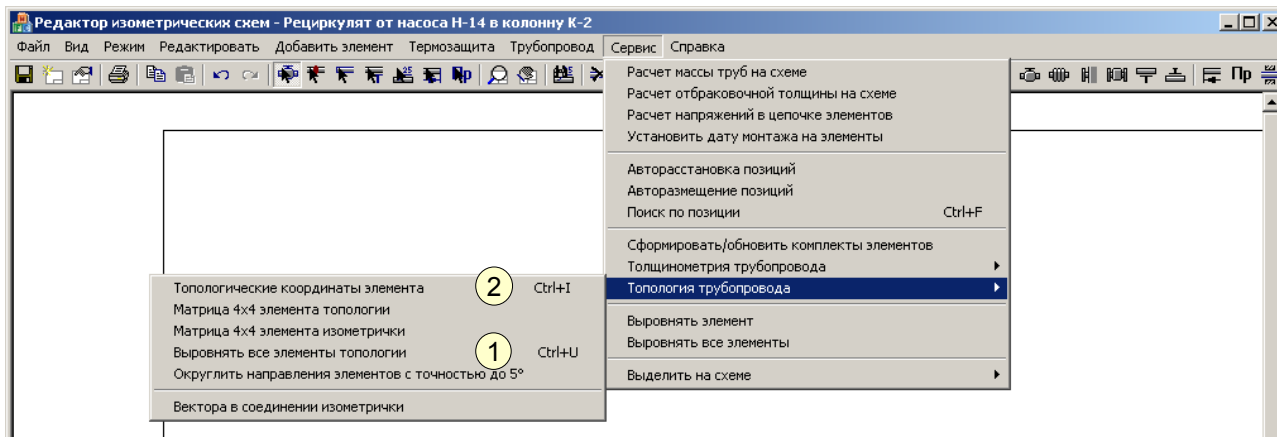 Редактор изометрических схем - Рециркулят от насоса Н-14 в колонну К-2
Файл Вид Режим Редактировать Добавить элемент Термозащита Трубопровод Сервис Справка
Пр
Расчет массы труб на схеме
Расчет отбраковочной толщины на схеме
Расчет напряжений в цепочке элементов
Установить дату монтажа на элементы
Авторасстановка позиций
Авторазмещение позиций
Поиск по позиции Ctrl+F
Сформировать/обновить комплекты элементов
Толщинометрия трубопровода
Топология трубопровода
Выровнять элемент
Выровнять все элементы
Выделить на схеме
Топологические координаты элемента 2 Ctrl+I
Матрица 4х4 элемента топологии
Матрица 4х4 элемента изометрички
Выровнять все элементы топологии 1 Ctrl+U
Округлить направления элементов с точностью до 5°
Вектора в соединении изометрички